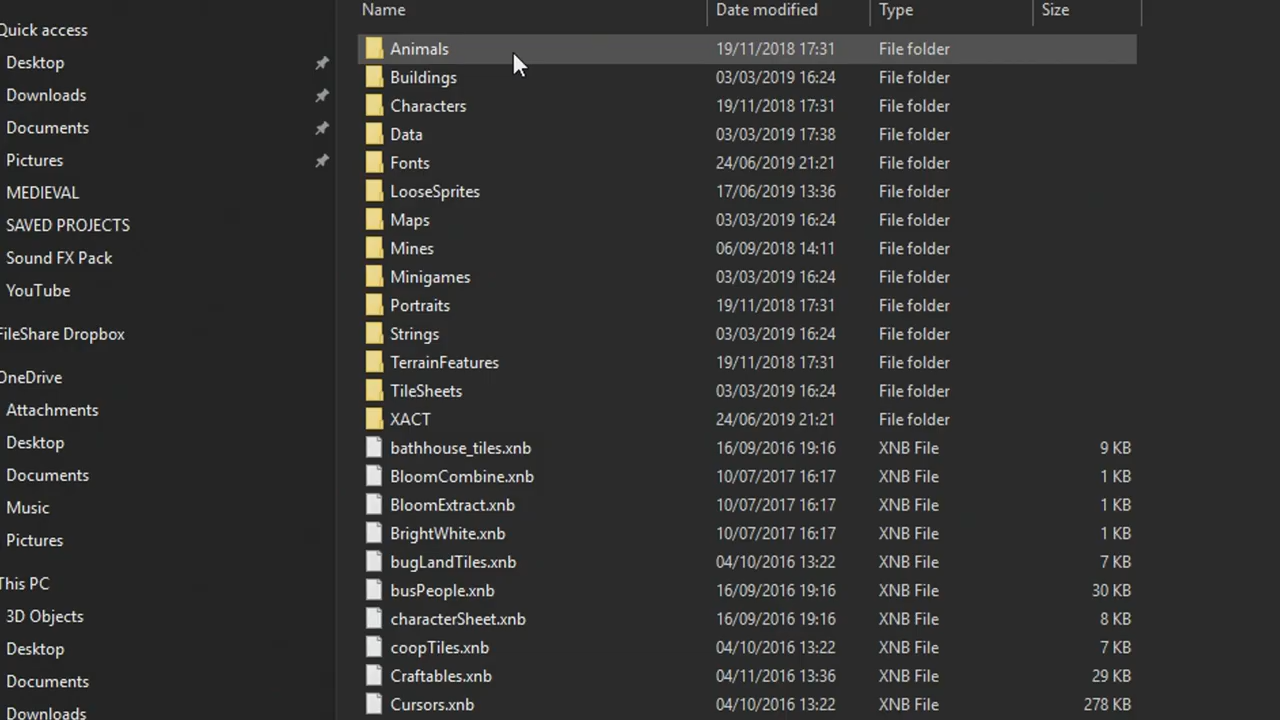 Name Date modified Type Size
Quick access
Desktop
Downloads
Documents
Pictures
MEDIEVAL
SAVED PROJECTS
Sound FX Pack
YouTube
FileShare Dropbox
OneDrive
Attachments
Desktop
Documents
Music
Pictures
This PC
3D Objects
Desktop
Documents
Downloads
Animals 19/11/2018 17:31 File folder
Buildings 03/03/2019 16:24 File folder
Characters 19/11/2018 17:31 File folder
Data 03/03/2019 17:38 File folder
Fonts 24/06/2019 21:21 File folder
LooseSprites 17/06/2019 13:36 File folder
Maps 03/03/2019 16:24 File folder
Mines 06/09/2018 14:11 File folder
Minigames 03/03/2019 16:24 File folder
Portraits 19/11/2018 17:31 File folder
Strings 03/03/2019 16:24 File folder
TerrainFeatures 19/11/2018 17:31 File folder
TileSheets 03/03/2019 16:24 File folder
XACT 24/06/2019 21:21 File folder
bathhouse_tiles.xnb 16/09/2016 19:16 XNB File 9 KB
BloomCombine.xnb 10/07/2017 16:17 XNB File 1 KB
BloomExtract.xnb 10/07/2017 16:17 XNB File 1 KB
BrightWhite.xnb 10/07/2017 16:17 XNB File 1 KB
bugLandTiles.xnb 04/10/2016 13:22 XNB File 7 KB
busPeople.xnb 16/09/2016 19:16 XNB File 30 KB
characterSheet.xnb 16/09/2016 19:16 XNB File 8 KB
coopTiles.xnb 04/10/2016 13:22 XNB File 7 KB
Craftables.xnb 04/11/2016 13:36 XNB File 29 KB
Cursors.xnb 04/10/2016 13:22 XNB File 278 KB